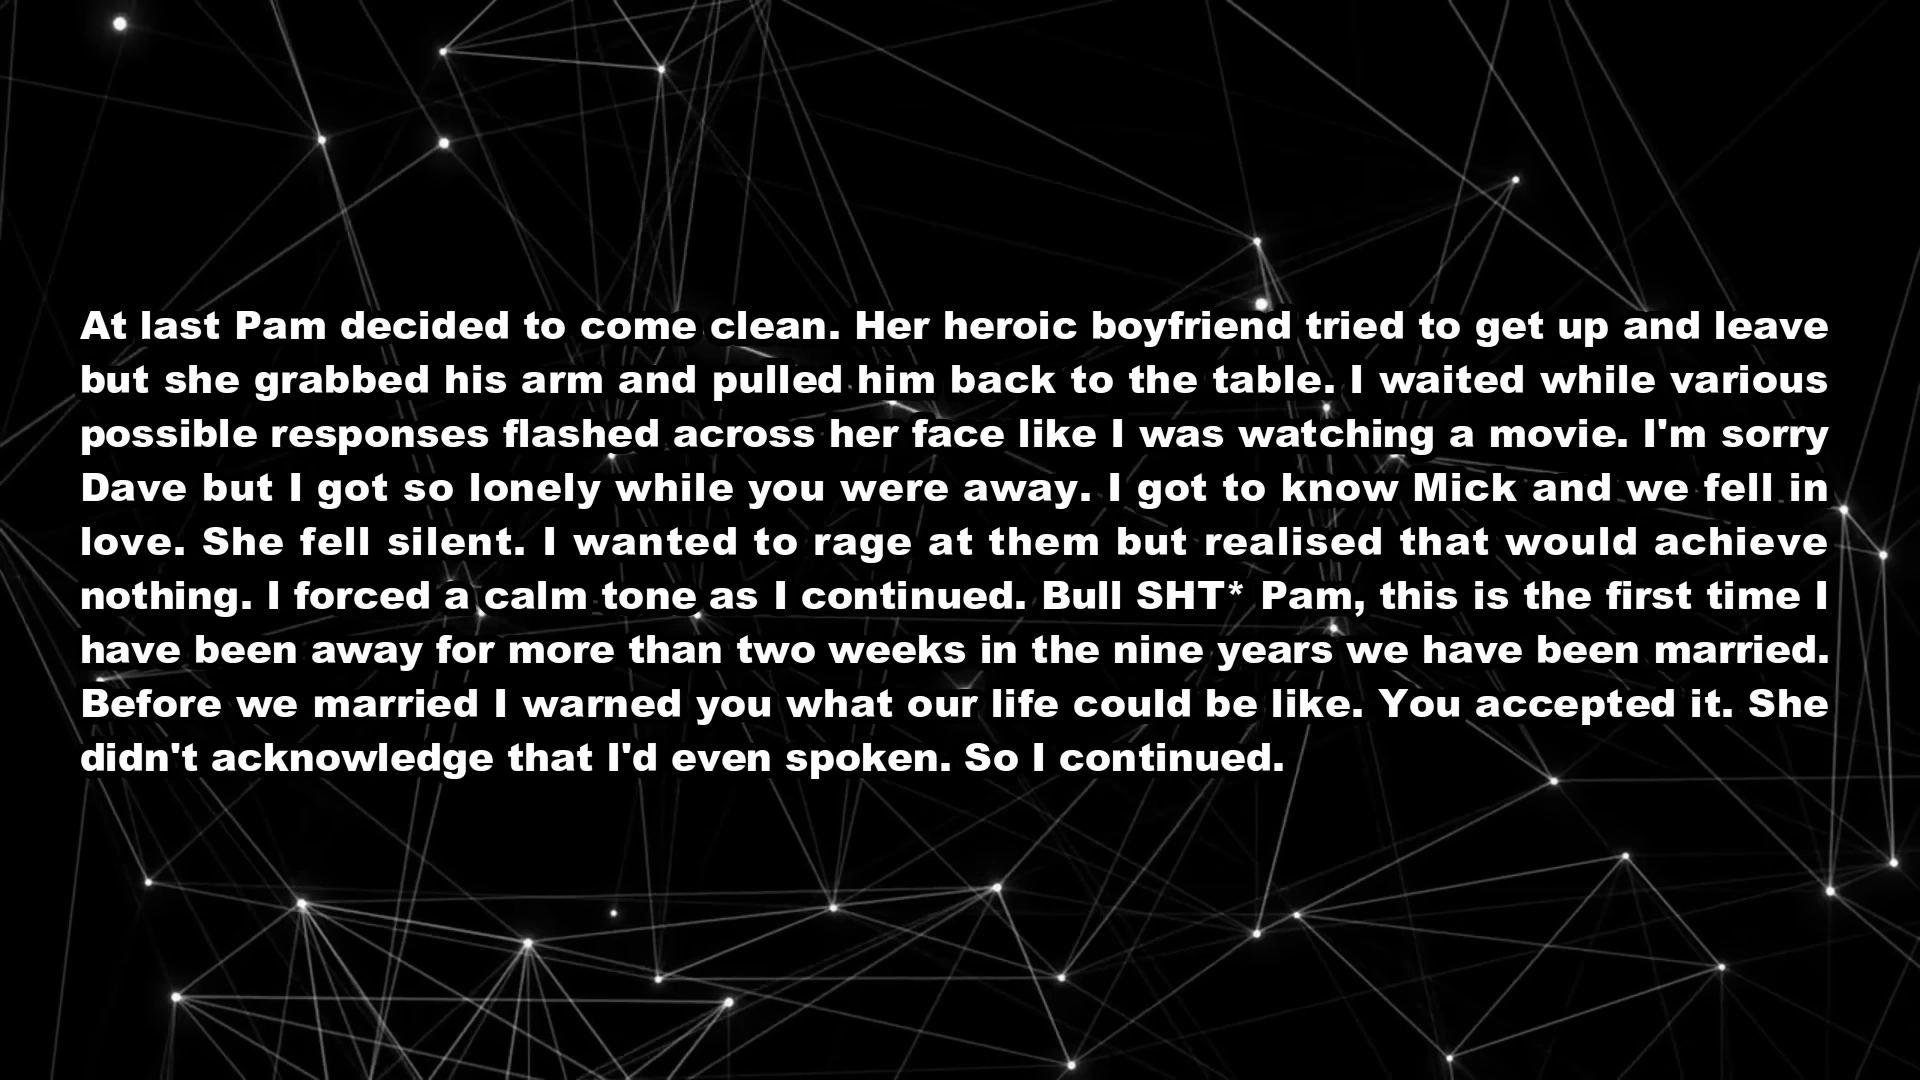 At last Pam decided to come clean. Her heroic boyfriend tried to get up and leave
but she grabbed his arm and pulled him back to the table. I waited while various
possible responses flashed across her face like I was watching a movie. I'm sorry
Dave but I got so lonely while you were away. I got to know Mick and we fell in
love. She fell silent. I wanted to rage at them but realised that would achieve
nothing. I forced a calm tone as I continued. Bull SHT* Pam, this is the first time I
have been away for more than two weeks in the nine years we have been married.
Before we married I warned you what our life could be like. You accepted it. She
didn't acknowledge that I'd even spoken. So I continued.